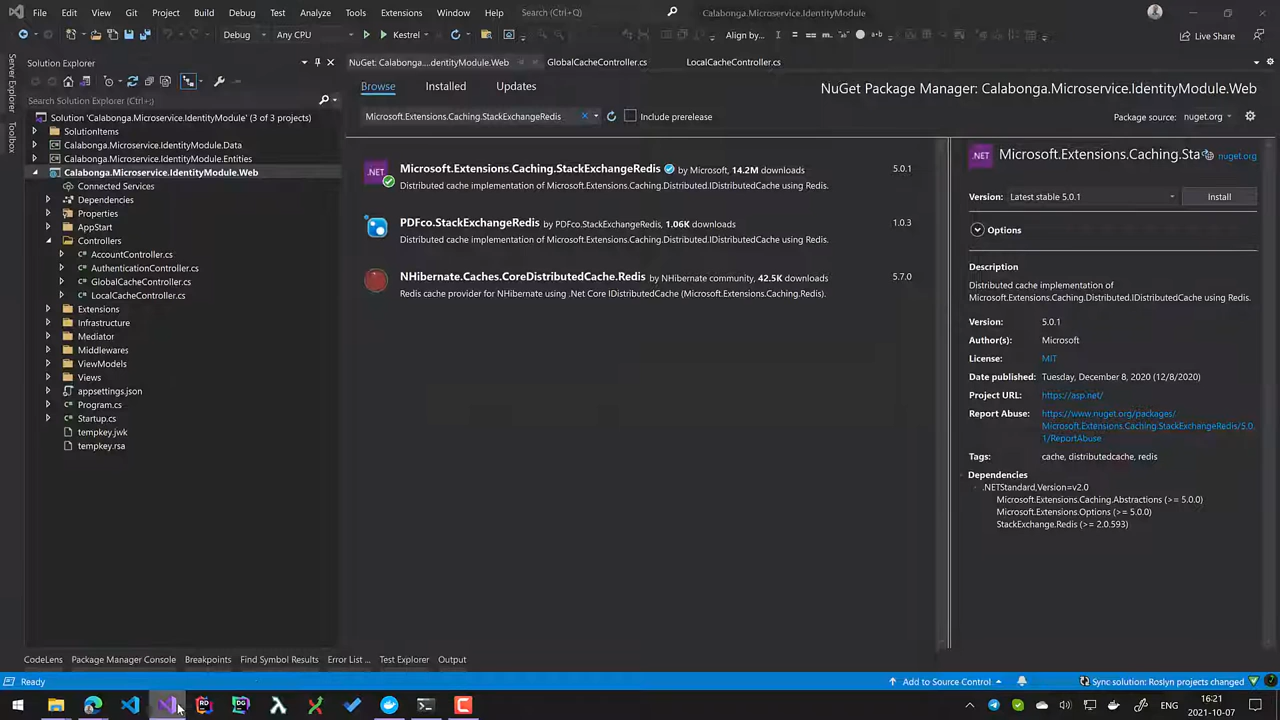 File Edit View Git Project Build Debug Test Analyze Tools Extensions Window Help Search (Ctrl+Q) Calabonga.Microservice.IdentityModule
Debug Any CPU Kestrel Align by... Live Share
Server Explorer
Toolbox
Solution Explorer
Search Solution Explorer (Ctrl+;)
Solution 'Calabonga.Microservice.IdentityModule' (3 of 3 projects)
SolutionItems
Calabonga.Microservice.IdentityModule.Data
Calabonga.Microservice.IdentityModule.Entities
Calabonga.Microservice.IdentityModule.Web
Connected Services
Dependencies
Properties
AppStart
Controllers
AccountController.cs
AuthenticationController.cs
GlobalCacheController.cs
LocalCacheController.cs
Extensions
Infrastructure
Mediator
Middlewares
ViewModels
Views
appsettings.json
Program.cs
Startup.cs
tempkey.jwk
tempkey.rsa
NuGet: Calabonga....dentityModule.Web GlobalCacheController.cs LocalCacheController.cs
Browse Installed Updates NuGet Package Manager: Calabonga.Microservice.IdentityModule.Web
Microsoft.Extensions.Caching.StackExchangeRedis Include prerelease Package source: nuget.org
.NET Microsoft.Extensions.Caching.StackExchangeRedis by Microsoft, 14.2M downloads 5.0.1
Distributed cache implementation of Microsoft.Extensions.Caching.Distributed.IDistributedCache using Redis.
PDFco.StackExchangeRedis by PDFco.StackExchangeRedis, 1.06K downloads 1.0.3
Distributed cache implementation of Microsoft.Extensions.Caching.Distributed.IDistributedCache using Redis.
NHibernate.Caches.CoreDistributedCache.Redis by NHibernate community, 42.5K downloads 5.7.0
Redis cache provider for NHibernate using .Net Core IDistributedCache (Microsoft.Extensions.Caching.Redis).
.NET Microsoft.Extensions.Caching.Sta nuget.org
Version: Latest stable 5.0.1 Install
Options
Description
Distributed cache implementation of
Microsoft.Extensions.Caching.Distributed.IDistributedCache using Redis.
Version: 5.0.1
Author(s): Microsoft
License: MIT
Date published: Tuesday, December 8, 2020 (12/8/2020)
Project URL: https://asp.net/
Report Abuse: https://www.nuget.org/packages/
Microsoft.Extensions.Caching.StackExchangeRedis/5.0.
1/ReportAbuse
Tags: cache, distributedcache, redis
Dependencies
.NETStandard,Version=v2.0
Microsoft.Extensions.Caching.Abstractions (>= 5.0.0)
Microsoft.Extensions.Options (>= 5.0.0)
StackExchange.Redis (>= 2.0.593)
CodeLens Package Manager Console Breakpoints Find Symbol Results Error List ... Test Explorer Output
Ready Add to Source Control Sync solution: Roslyn projects changed
ENG 16:21
2021-10-07